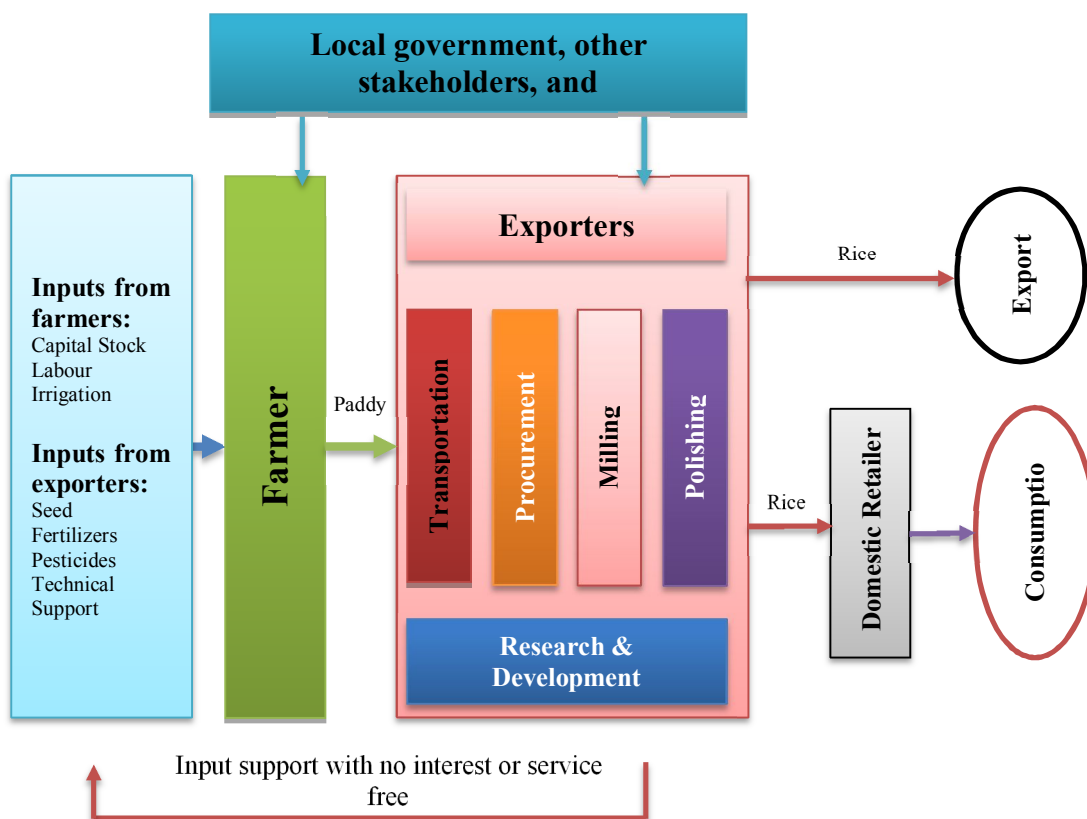 Local government, other
stakeholders, and
Inputs from
farmers:
Capital Stock
Labour
Irrigation
Inputs from
exporters:
Seed
Fertilizers
Pesticides
Technical
Support
Farmer
Paddy
Exporters
Transportation
Procurement
Milling
Polishing
Research &
Development
Rice
Export
Rice
Domestic Retailer
Consumptio
Input support with no interest or service
free